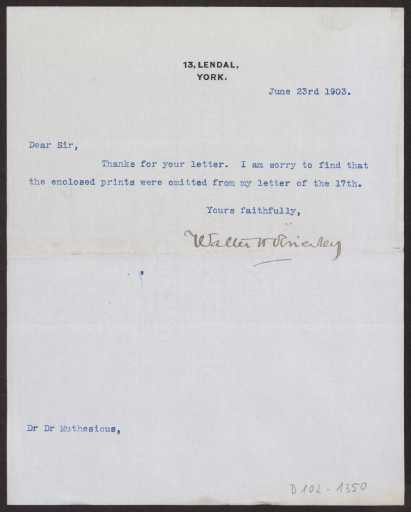 13, LENDAL,
YORK.
June 23rd 1903.
Dear Sir,
Thanks for your letter. I am sorry to find that
the enclosed prints were omitted from my letter of the 17th.
Yours faithfully,
Walter H Brierley
Dr Dr Muthesious,
D 102-1350